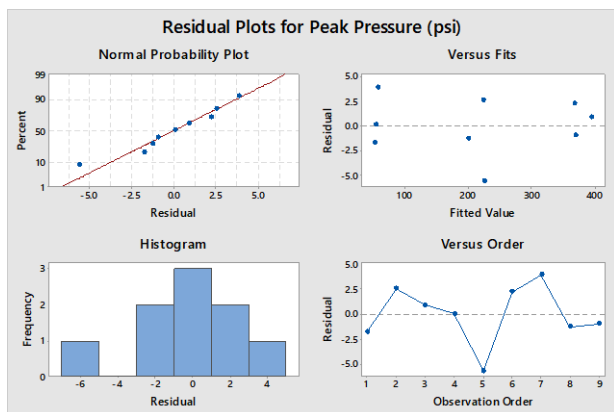 Residual Plots for Peak Pressure (psi)
Normal Probability Plot
99
90
50
10
1
Percent
-5.0 -2.5 0.0 2.5 5.0
Residual
Versus Fits
5.0
2.5
0.0
-2.5
-5.0
Residual
100 200 300 400
Fitted Value
Histogram
3
2
1
0
Frequency
-6 -4 -2 0 2 4
Residual
Versus Order
5.0
2.5
0.0
-2.5
-5.0
Residual
1 2 3 4 5 6 7 8 9
Observation Order